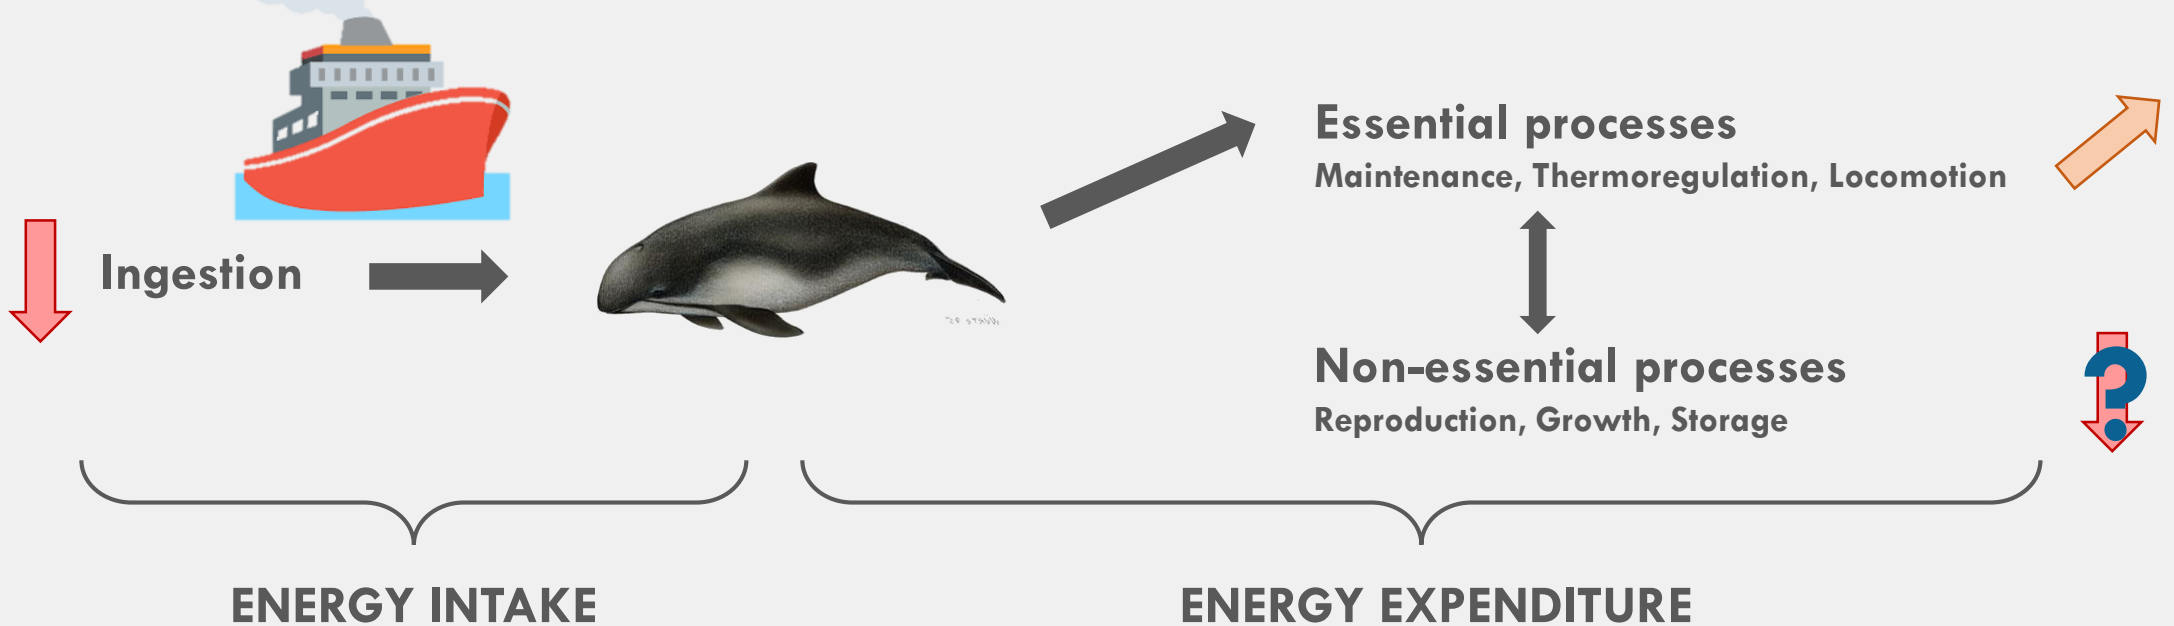 Essential processes
Maintenance, Thermoregulation, Locomotion
Ingestion
Non-essential processes
Reproduction, Growth, Storage
?
ENERGY INTAKE
ENERGY EXPENDITURE